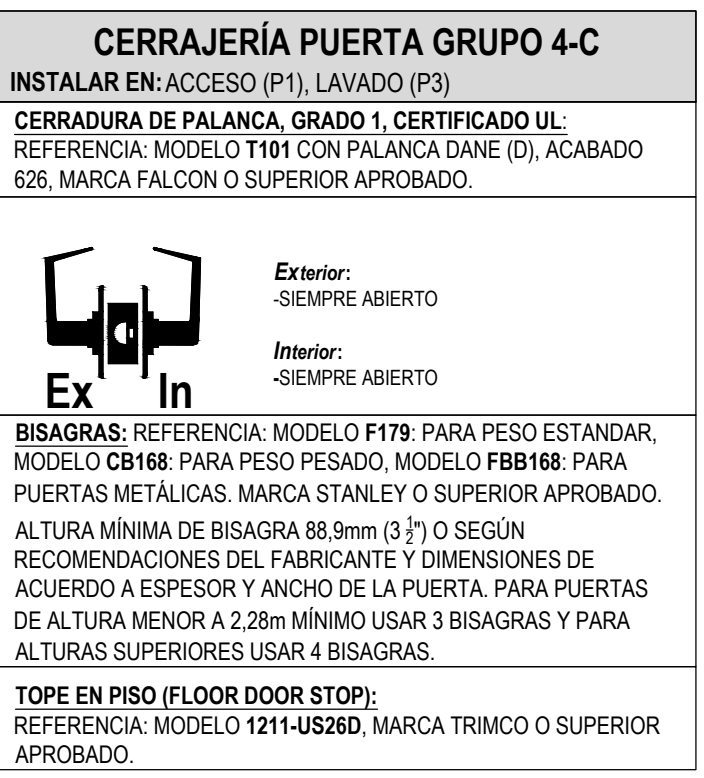 CERRAJERÍA PUERTA GRUPO 4-C
INSTALAR EN: ACCESO (P1), LAVADO (P3)
CERRADURA DE PALANCA, GRADO 1, CERTIFICADO UL:
REFERENCIA: MODELO T101 CON PALANCA DANE (D), ACABADO
626, MARCA FALCON O SUPERIOR APROBADO.
Exterior:
-SIEMPRE ABIERTO
Interior:
-SIEMPRE ABIERTO
Ex In
BISAGRAS: REFERENCIA: MODELO F179: PARA PESO ESTANDAR,
MODELO CB168: PARA PESO PESADO, MODELO FBB168: PARA
PUERTAS METÁLICAS. MARCA STANLEY O SUPERIOR APROBADO.
ALTURA MÍNIMA DE BISAGRA 88,9mm (3 1/2") O SEGÚN
RECOMENDACIONES DEL FABRICANTE Y DIMENSIONES DE
ACUERDO A ESPESOR Y ANCHO DE LA PUERTA. PARA PUERTAS
DE ALTURA MENOR A 2,28m MÍNIMO USAR 3 BISAGRAS Y PARA
ALTURAS SUPERIORES USAR 4 BISAGRAS.
TOPE EN PISO (FLOOR DOOR STOP):
REFERENCIA: MODELO 1211-US26D, MARCA TRIMCO O SUPERIOR
APROBADO.